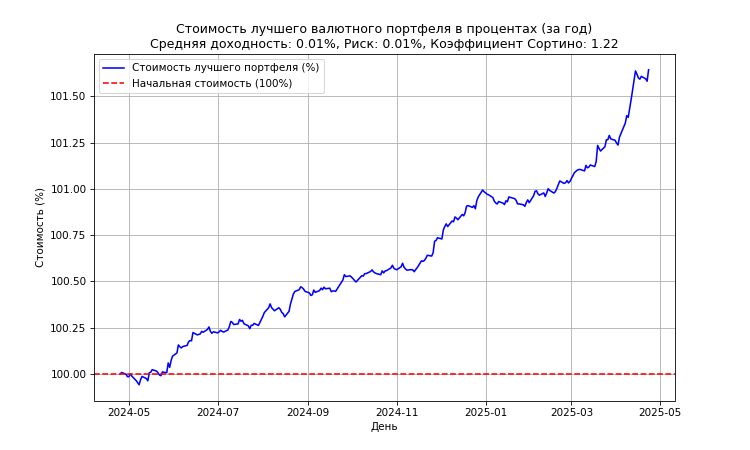 Стоимость лучшего валютного портфеля в процентах (за год)
Средняя доходность: 0.01%, Риск: 0.01%, Коэффициент Сортино: 1.22
Стоимость лучшего портфеля (%)
Начальная стоимость (100%)
Стоимость (%)
101.50
101.25
101.00
100.75
100.50
100.25
100.00
2024-05 2024-07 2024-09 2024-11 2025-01 2025-03 2025-05
День